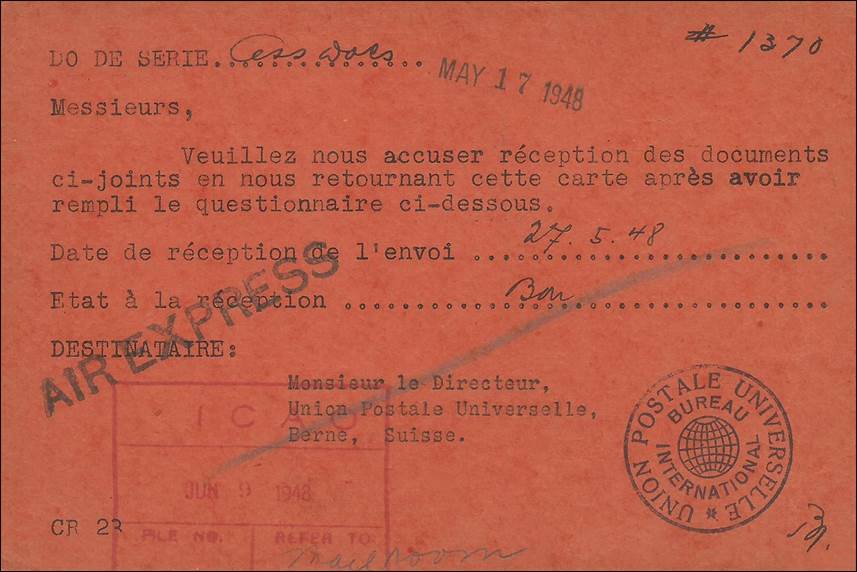 DO DE SERIE. Cess Docs
# 1370
MAY 17 1948
Messieurs,
Veuillez nous accuser réception des documents
ci-joints en nous retournant cette carte après avoir
rempli le questionnaire ci-dessous.
Date de réception de l'envoi 27. 5. 48
Etat à la réception Bon
AIR EXPRESS
DESTINATAIRE:
Monsieur le Directeur,
Union Postale Universelle,
Berne, Suisse.
UNION POSTALE UNIVERSELLE
BUREAU
INTERNATIONAL
ICAO
JUN 9 1948
CR 23
FILE NO. REFER TO
Mail room